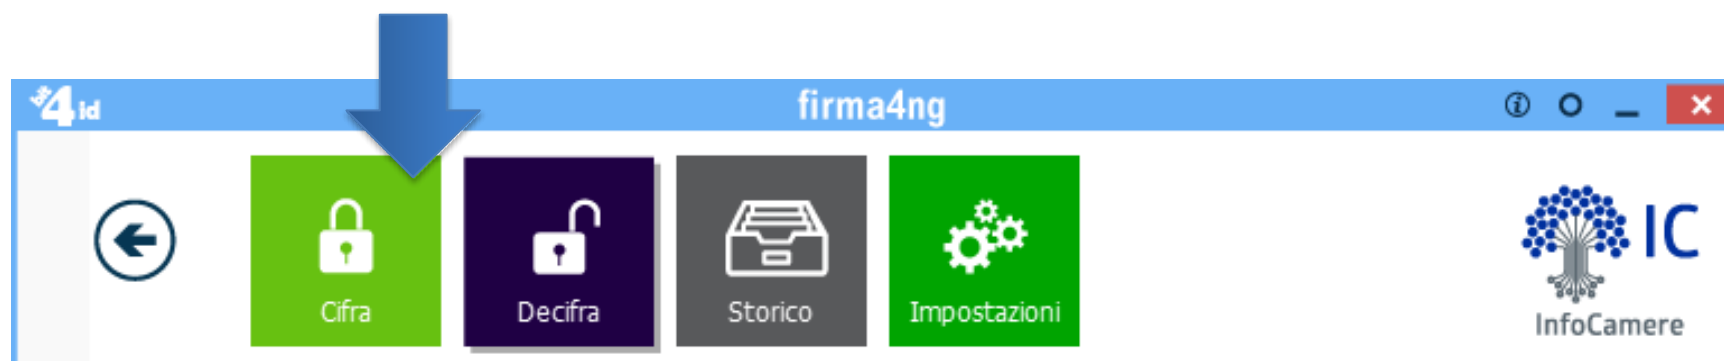 4id
firma4ng
Cifra
Decifra
Storico
Impostazioni
IC
InfoCamere